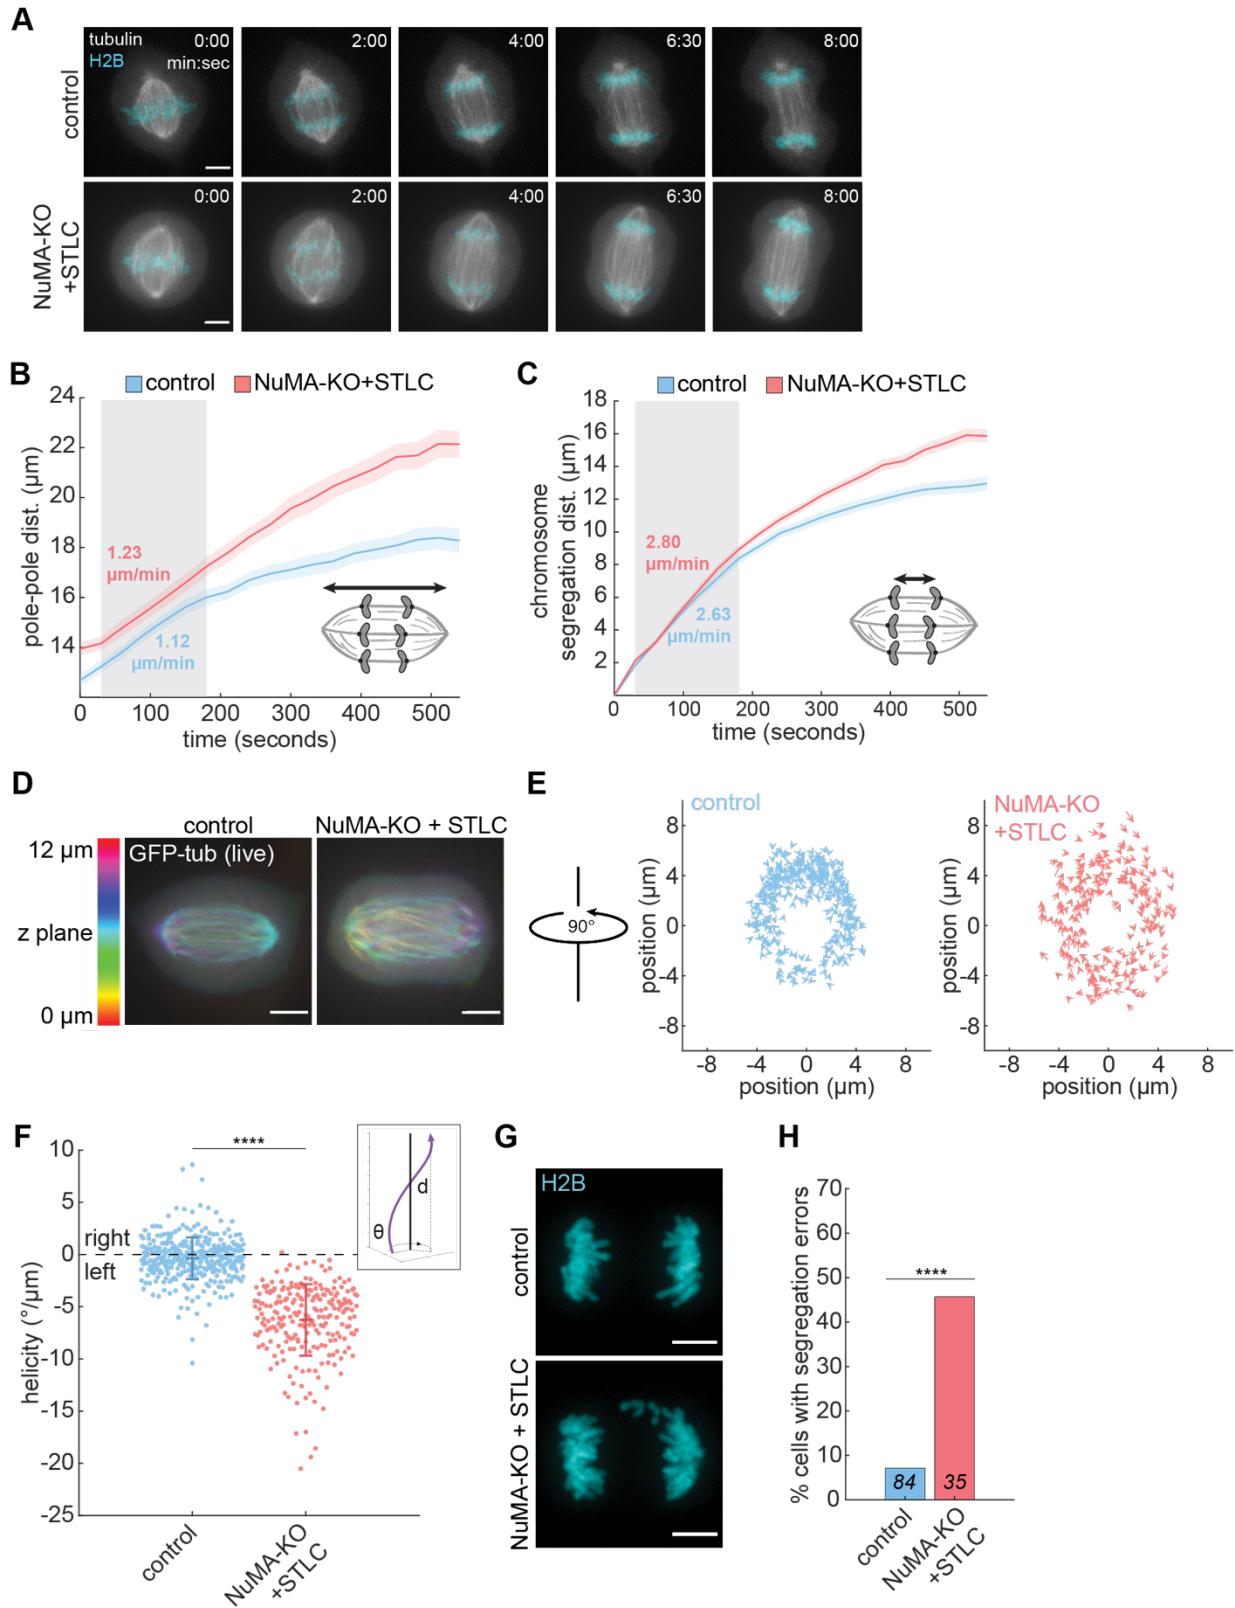 A
tubulin
H2B
0:00
min:sec
2:00
4:00
6:30
8:00
control
0:00
2:00
4:00
6:30
8:00
NuMA-KO
+STLC
B
control
NuMA-KO+STLC
24
22
20
18
16
14
pole-pole dist. (µm)
1.23
µm/min
1.12
µm/min
0
100
200
300
400
500
time (seconds)
C
control
NuMA-KO+STLC
18
16
14
12
10
8
6
4
2
chromosome
segregation dist. (µm)
2.80
µm/min
2.63
µm/min
0
100
200
300
400
500
time (seconds)
D
control
NuMA-KO + STLC
12 µm
z plane
0 µm
GFP-tub (live)
E
90°
control
8
4
0
-4
-8
position (µm)
-8
-4
0
4
8
position (µm)
NuMA-KO
+STLC
8
4
0
-4
-8
position (µm)
-8
-4
0
4
8
position (µm)
F
10
5
0
-5
-10
-15
-20
-25
helicity (°/µm)
right
left
****
θ
d
control
NuMA-KO
+STLC
G
H2B
control
NuMA-KO + STLC
H
70
60
50
40
30
20
10
0
% cells with segregation errors
****
84
35
control
NuMA-KO
+STLC